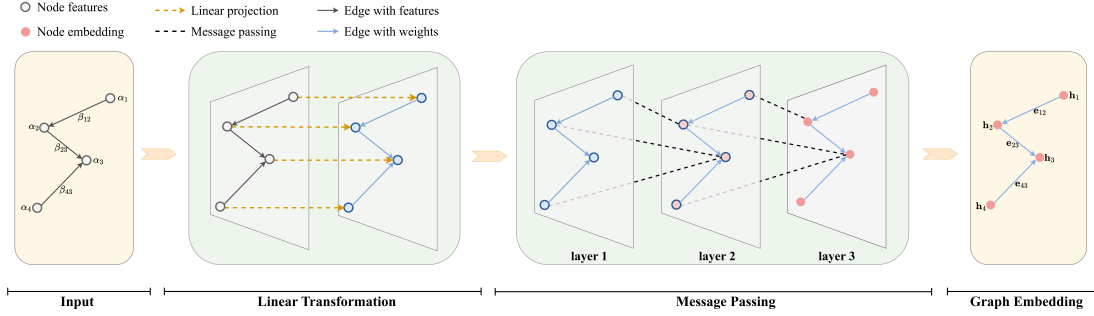 Node features
Linear projection
Edge with features
Node embedding
Message passing
Edge with weights
α₁
β₁₂
α₂
β₂₃
α₃
β₄₃
α₄
layer 1
layer 2
layer 3
h₁
e₁₂
h₂
e₂₃
h₃
e₄₃
h₄
Input
Linear Transformation
Message Passing
Graph Embedding